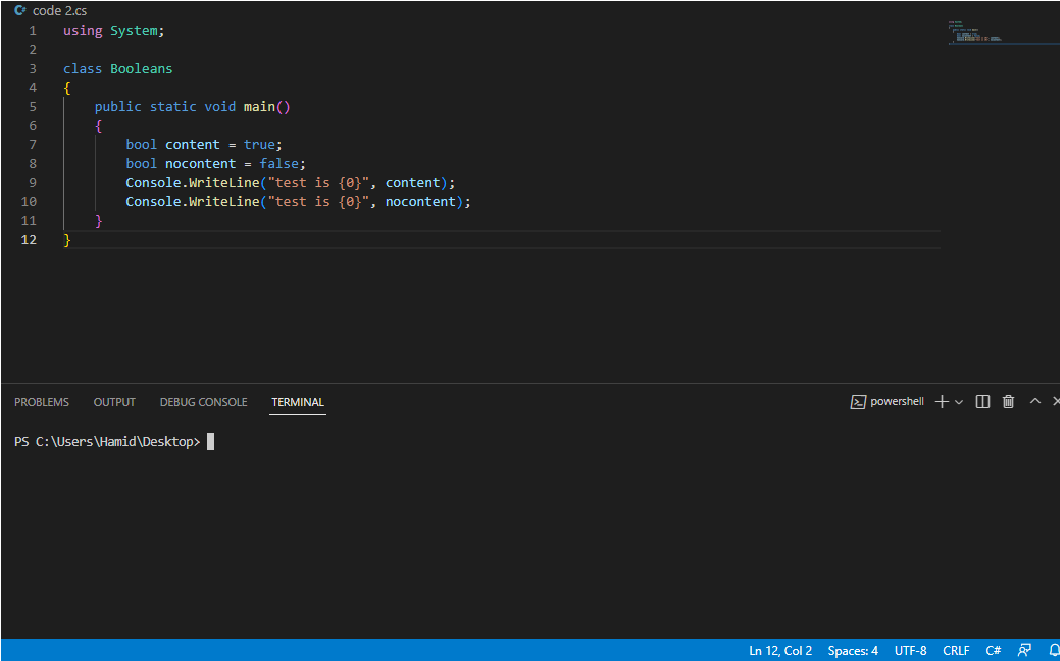 C# code 2.cs
1 using System;
2
3 class Booleans
4 {
5     public static void main()
6     {
7         bool content = true;
8         bool nocontent = false;
9         Console.WriteLine("test is {0}", content);
10         Console.WriteLine("test is {0}", nocontent);
11     }
12 }
PROBLEMS OUTPUT DEBUG CONSOLE TERMINAL powershell
PS C:\Users\Hamid\Desktop>
Ln 12, Col 2 Spaces: 4 UTF-8 CRLF C#